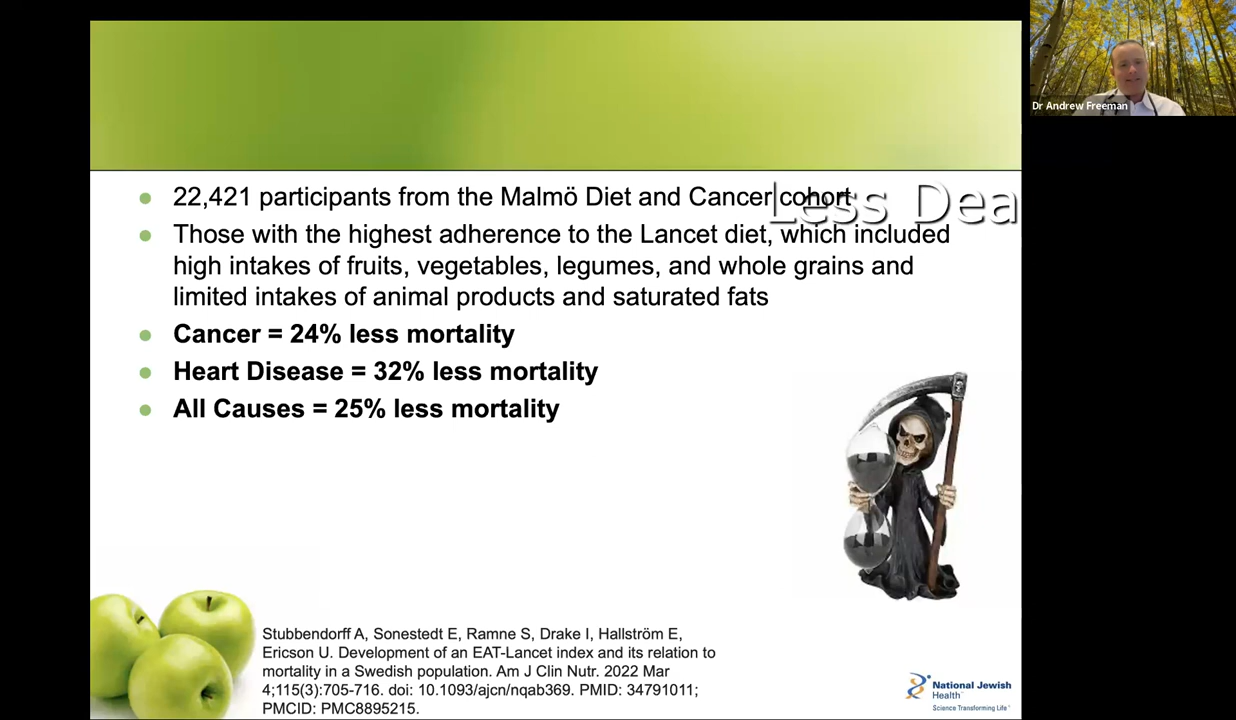 Dr Andrew Freeman
Less Dea
22,421 participants from the Malmö Diet and Cancer cohort
Those with the highest adherence to the Lancet diet, which included
high intakes of fruits, vegetables, legumes, and whole grains and
limited intakes of animal products and saturated fats
Cancer = 24% less mortality
Heart Disease = 32% less mortality
All Causes = 25% less mortality
Stubbendorff A, Sonestedt E, Ramne S, Drake I, Hallström E,
Ericson U. Development of an EAT-Lancet index and its relation to
mortality in a Swedish population. Am J Clin Nutr. 2022 Mar
4;115(3):705-716. doi: 10.1093/ajcn/nqab369. PMID: 34791011;
PMCID: PMC8895215.
National Jewish
Health™
Science Transforming Life®